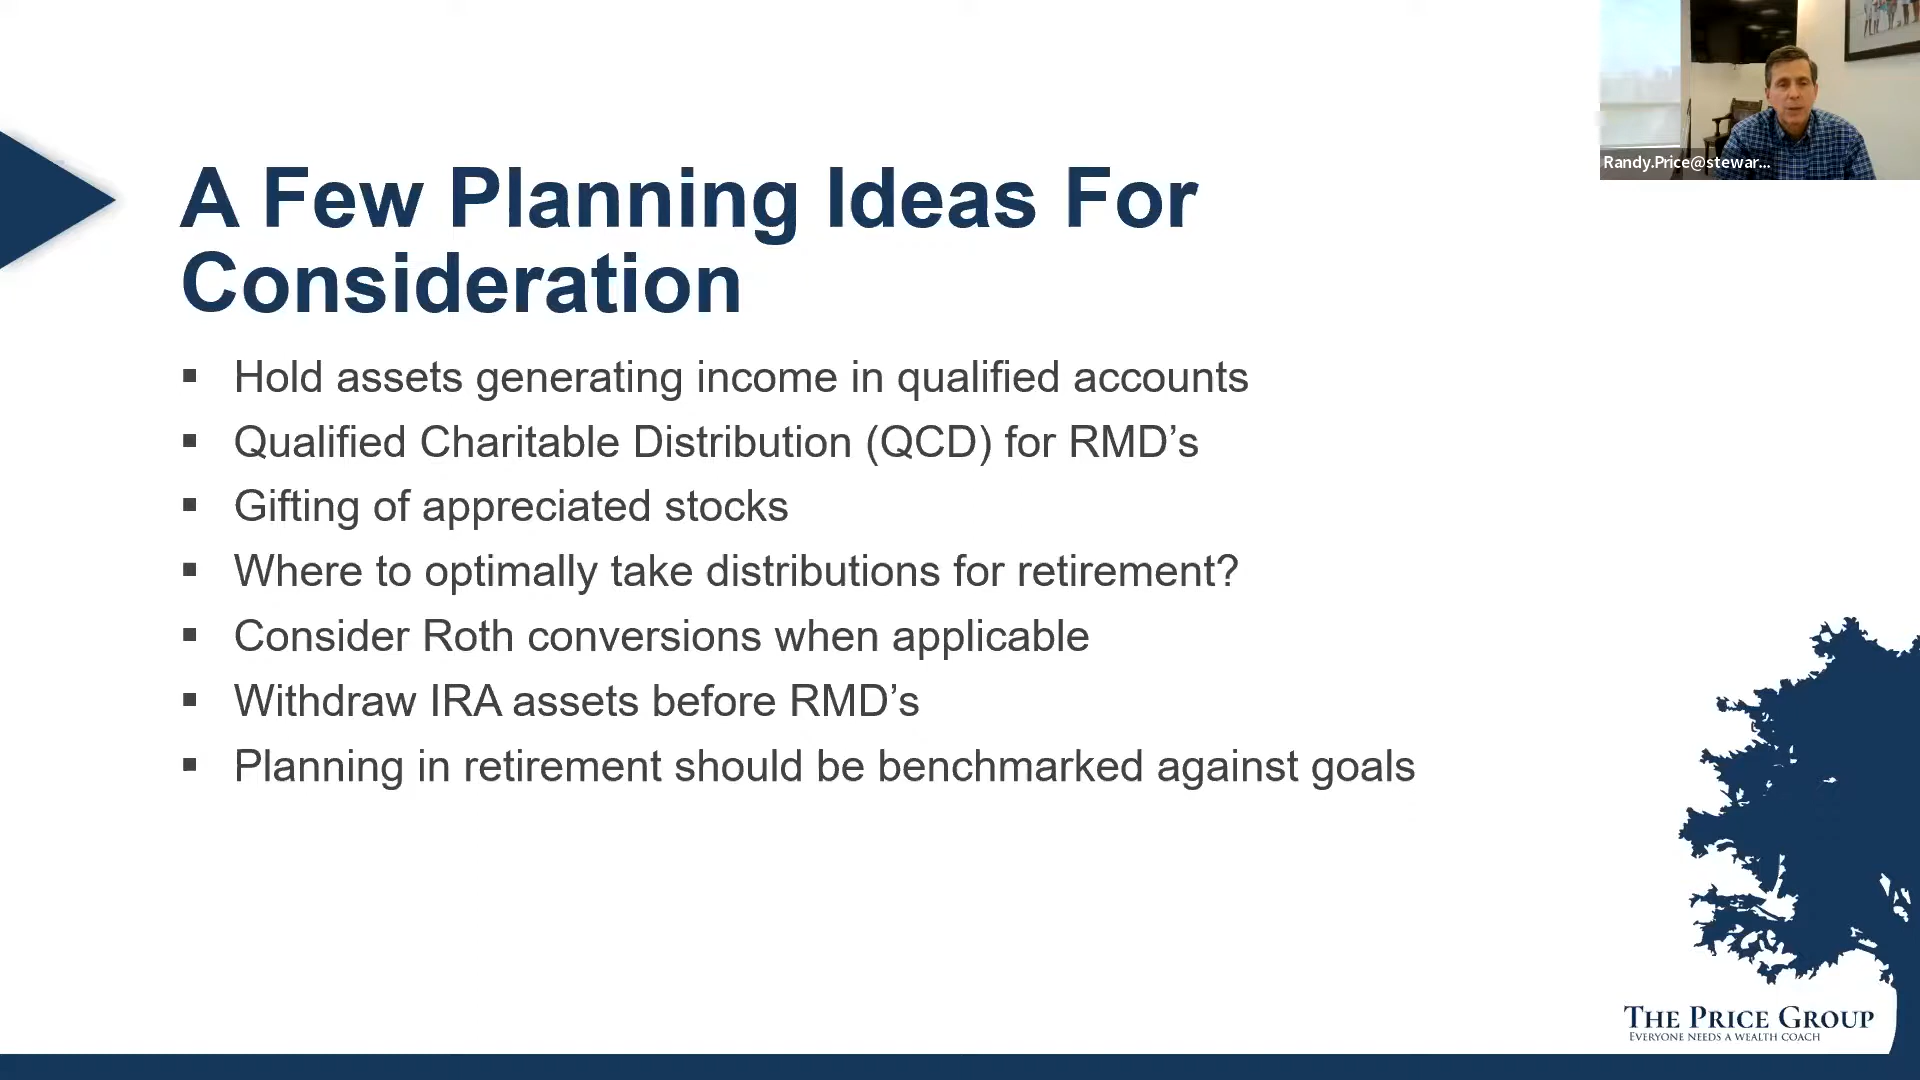 Randy.Price@stewar...
A Few Planning Ideas For
Consideration
▪ Hold assets generating income in qualified accounts
▪ Qualified Charitable Distribution (QCD) for RMD’s
▪ Gifting of appreciated stocks
▪ Where to optimally take distributions for retirement?
▪ Consider Roth conversions when applicable
▪ Withdraw IRA assets before RMD’s
▪ Planning in retirement should be benchmarked against goals
THE PRICE GROUP
EVERYONE NEEDS A WEALTH COACH